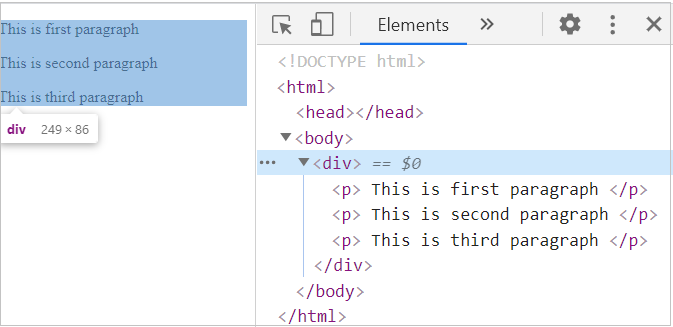 This is first paragraph
This is second paragraph
This is third paragraph
div 249 × 86
Elements »
<!DOCTYPE html>
<html>
<head></head>
▼<body>
··· ▼<div> == $0
<p> This is first paragraph </p>
<p> This is second paragraph </p>
<p> This is third paragraph </p>
</div>
</body>
</html>